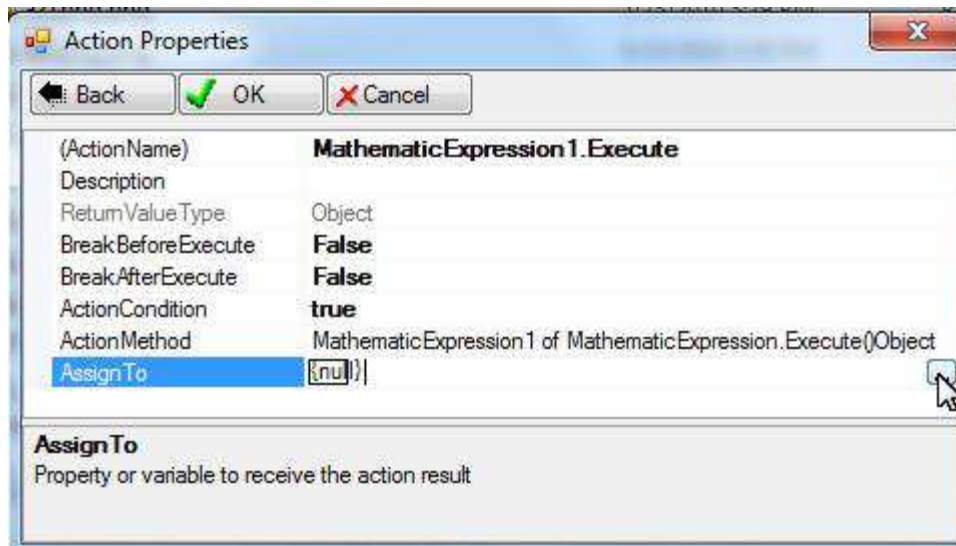 Action Properties
Back OK Cancel
(ActionName) MathematicExpression1.Execute
Description
ReturnValueType Object
BreakBeforeExecute False
BreakAfterExecute False
ActionCondition true
ActionMethod MathematicExpression1 of MathematicExpression.Execute()Object
AssignTo {null}
AssignTo
Property or variable to receive the action result